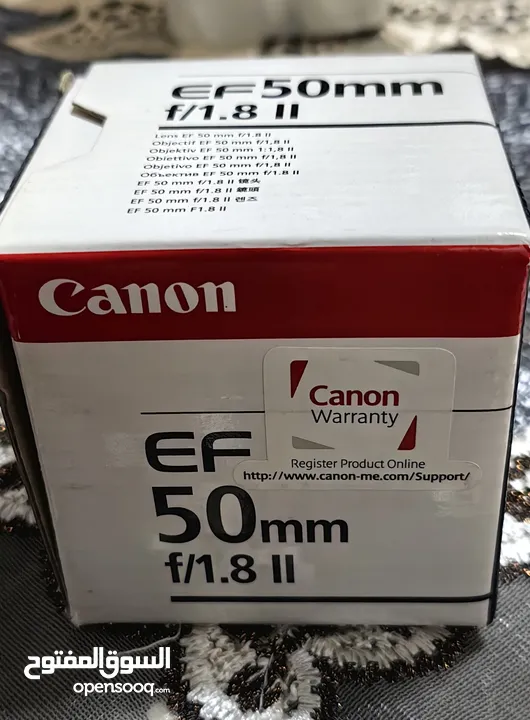 EF50mm
f/1.8 II
Lens EF 50 mm f/1.8 II
Objectif EF 50 mm f/1,8 II
Objektiv EF 50 mm 1:1,8 II
Obiettivo EF 50 mm f/1,8 II
Objetivo EF 50 mm f/1,8 II
Объектив EF 50 mm f/1.8 II
EF 50 mm f/1.8 II 镜头
EF 50 mm f/1.8 II 鏡頭
EF 50 mm f/1.8 II 렌즈
EF 50 mm F1.8 II
Canon
Canon
Warranty
Register Product Online
http://www.canon-me.com/Support/
EF
50mm
f/1.8 II
السوق المفتوح
opensooq.com